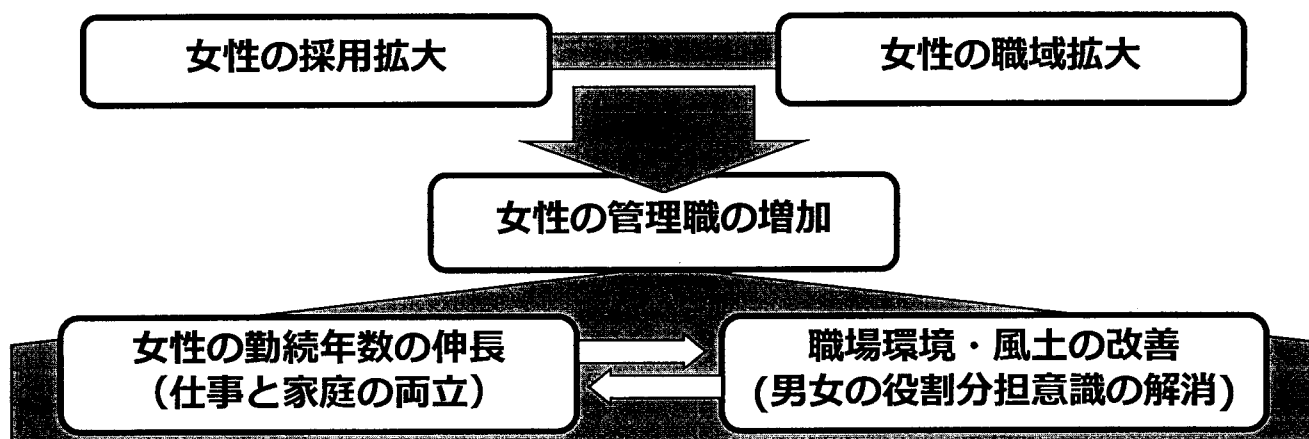 女性の採用拡大
女性の職域拡大
女性の管理職の増加
女性の勤続年数の伸長
（仕事と家庭の両立）
職場環境・風土の改善
(男女の役割分担意識の解消)